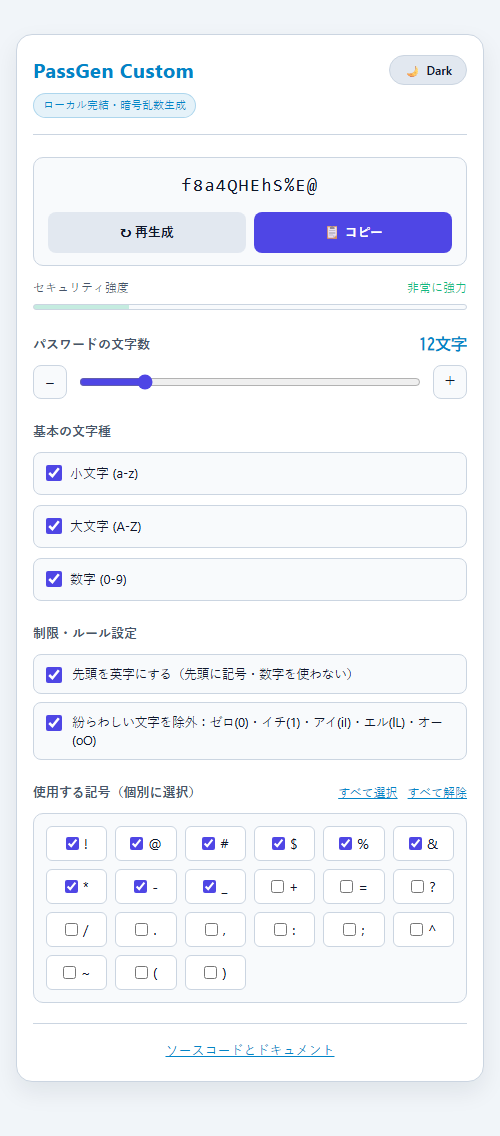 PassGen Custom
🌙 Dark
ローカル完結・暗号乱数生成
f8a4QHEhS%E@
↻ 再生成
📋 コピー
セキュリティ強度
非常に強力
パスワードの文字数
12文字
−
+
基本の文字種
小文字 (a-z)
大文字 (A-Z)
数字 (0-9)
制限・ルール設定
先頭を英字にする（先頭に記号・数字を使わない）
紛らわしい文字を除外：ゼロ(0)・イチ(1)・アイ(iI)・エル(lL)・オー
(oO)
使用する記号（個別に選択）
すべて選択 すべて解除
! @ # $ % &
* - _ + = ?
/ . , : ; ^
~ ( )
ソースコードとドキュメント